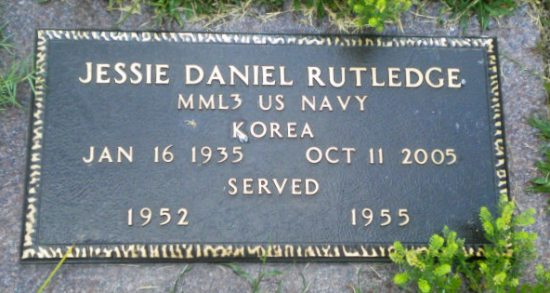 JESSIE DANIEL RUTLEDGE
MML3 US NAVY
KOREA
JAN 16 1935 OCT 11 2005
SERVED
1952 1955